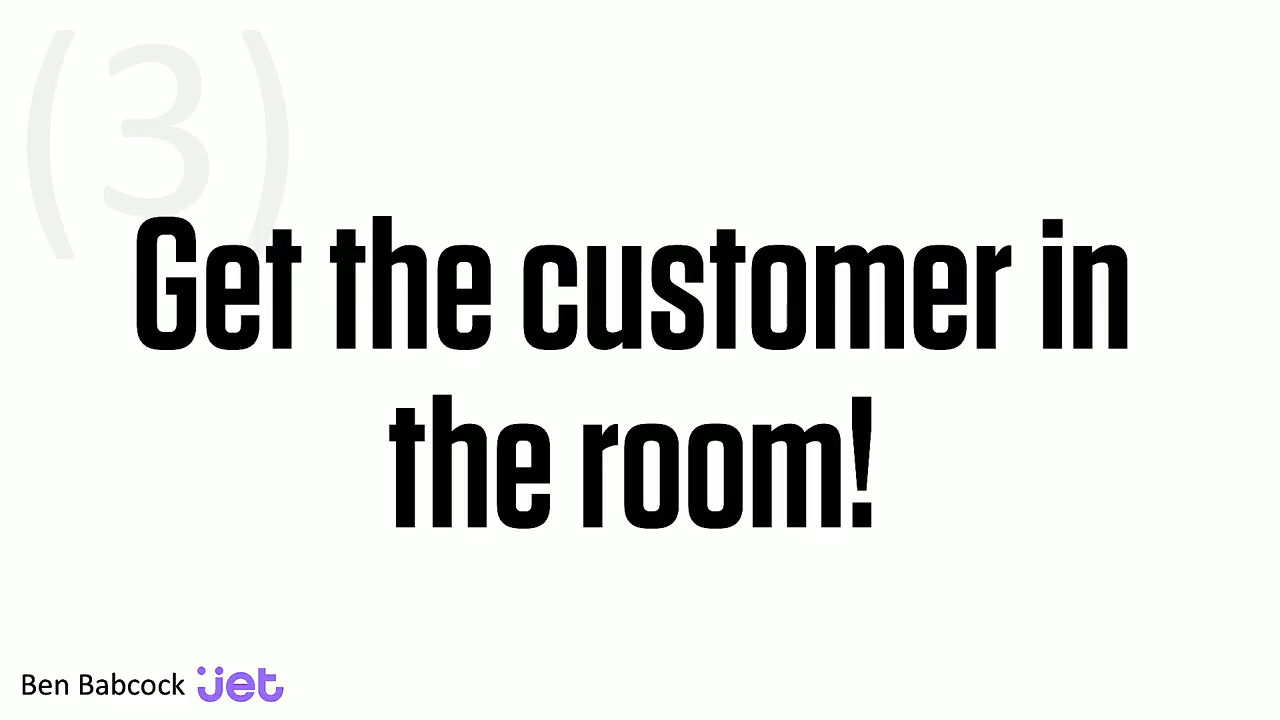 (3)
Get the customer in
the room!
Ben Babcock jet